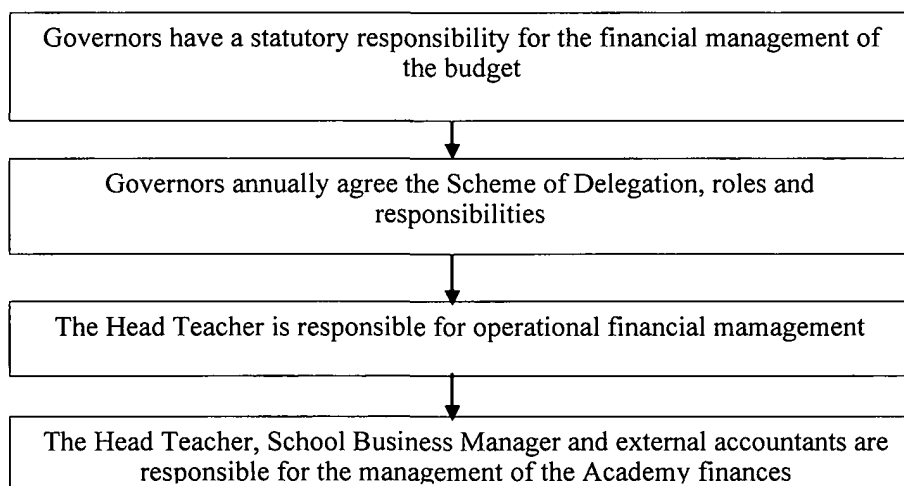 Governors have a statutory responsibility for the financial management of
the budget
Governors annually agree the Scheme of Delegation, roles and
responsibilities
The Head Teacher is responsible for operational financial mamagement
The Head Teacher, School Business Manager and external accountants are
responsible for the management of the Academy finances